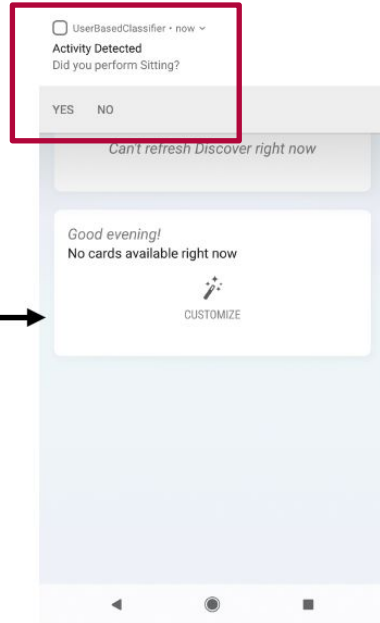 UserBasedClassifier • now
Activity Detected
Did you perform Sitting?
YES NO
Can't refresh Discover right now
Good evening!
No cards available right now
CUSTOMIZE